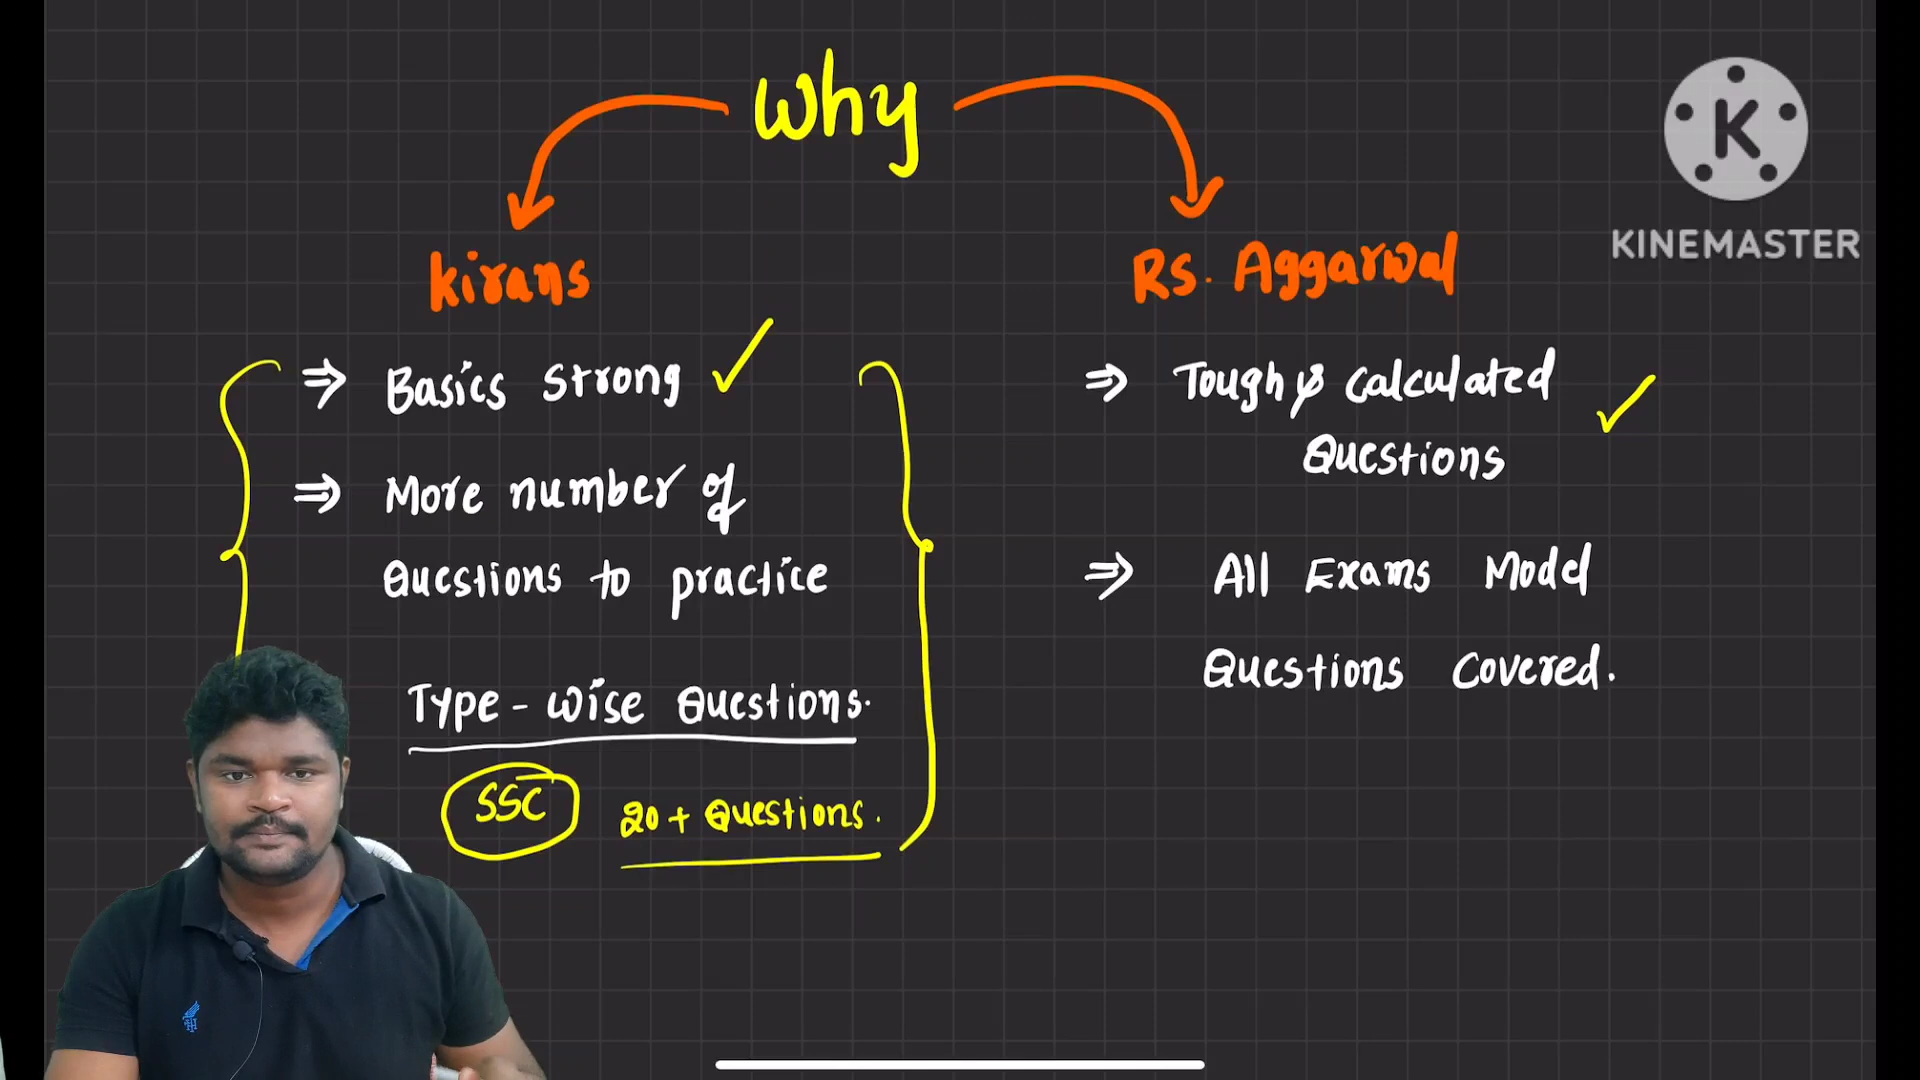 Why
Kirans
Rs. Aggarwal
K
KINEMASTER
⇒ Basics Strong ✓
⇒ More number of
Questions to practice
Type-wise Questions.
SSC
20+ Questions.
⇒ Tough & Calculated
Questions ✓
⇒ All Exams Model
Questions Covered.